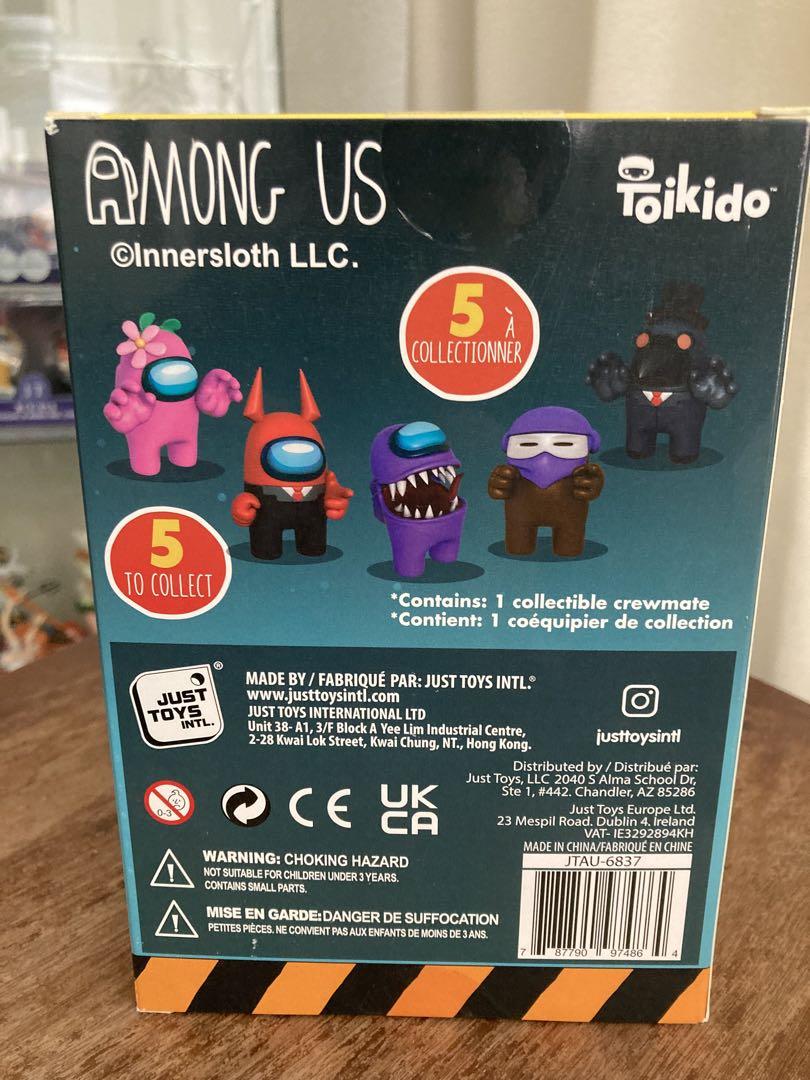 AMONG US
©Innersloth LLC.
Toikido™
5
À
COLLECTIONNER
5
TO COLLECT
*Contains: 1 collectible crewmate
*Contient: 1 coéquipier de collection
JUST
TOYS
INTL.
®
MADE BY / FABRIQUÉ PAR: JUST TOYS INTL.®
www.justtoysintl.com
JUST TOYS INTERNATIONAL LTD
Unit 38- A1, 3/F Block A Yee Lim Industrial Centre,
2-28 Kwai Lok Street, Kwai Chung, NT., Hong Kong.
justtoysintl
Distributed by / Distribué par:
Just Toys, LLC 2040 S Alma School Dr,
Ste 1, #442. Chandler, AZ 85286
Just Toys Europe Ltd.
23 Mespil Road. Dublin 4. Ireland
VAT- IE3292894KH
MADE IN CHINA/FABRIQUÉ EN CHINE
0-3
CE
UK
CA
WARNING: CHOKING HAZARD
NOT SUITABLE FOR CHILDREN UNDER 3 YEARS.
CONTAINS SMALL PARTS.
MISE EN GARDE:DANGER DE SUFFOCATION
PETITES PIÈCES. NE CONVIENT PAS AUX ENFANTS DE MOINS DE 3 ANS.
JTAU-6837
7 87790 97486 4